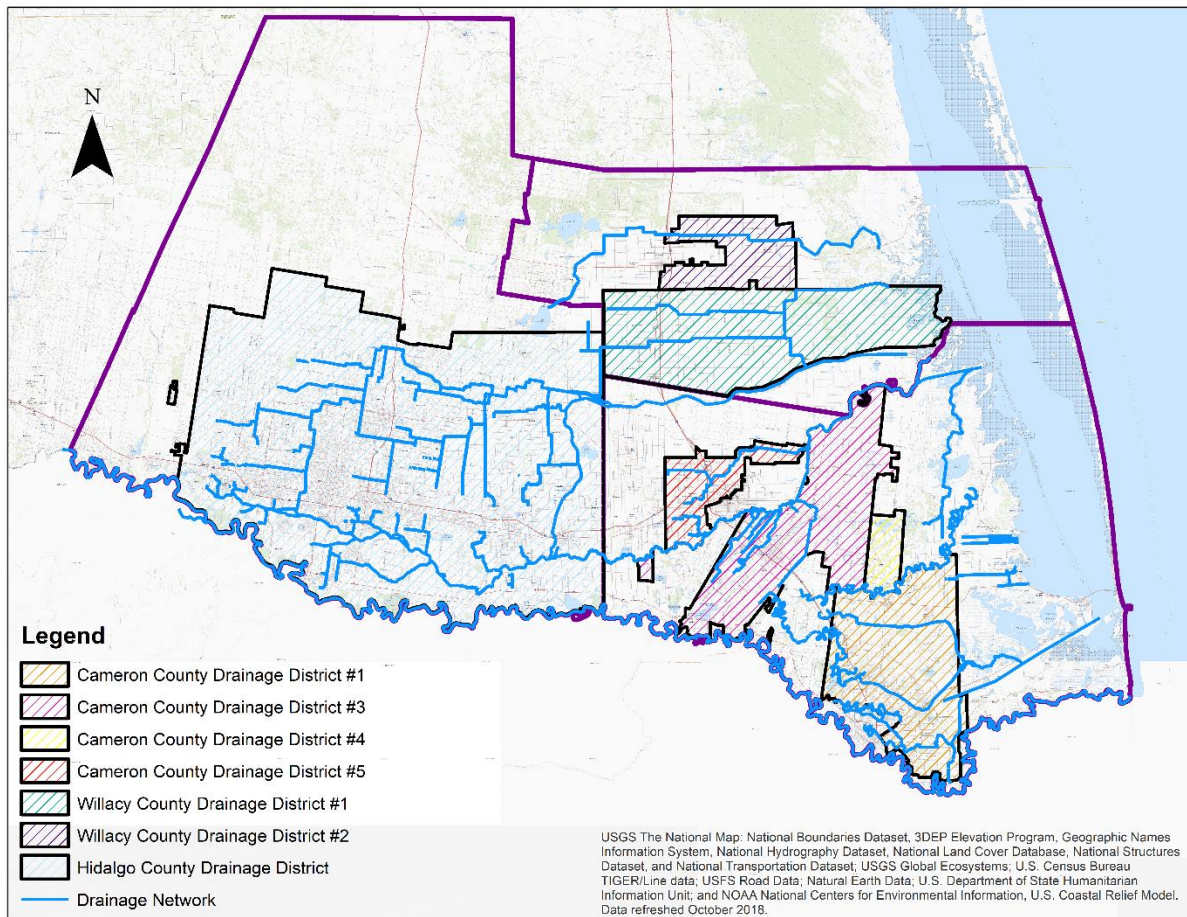 N
Legend
Cameron County Drainage District #1
Cameron County Drainage District #3
Cameron County Drainage District #4
Cameron County Drainage District #5
Willacy County Drainage District #1
Willacy County Drainage District #2
Hidalgo County Drainage District
Drainage Network
USGS The National Map: National Boundaries Dataset, 3DEP Elevation Program, Geographic Names
Information System, National Hydrography Dataset, National Land Cover Database, National Structures
Dataset, and National Transportation Dataset; USGS Global Ecosystems; U.S. Census Bureau
TIGER/Line data; USFS Road Data; Natural Earth Data; U.S. Department of State Humanitarian
Information Unit; and NOAA National Centers for Environmental Information, U.S. Coastal Relief Model.
Data refreshed October 2018.